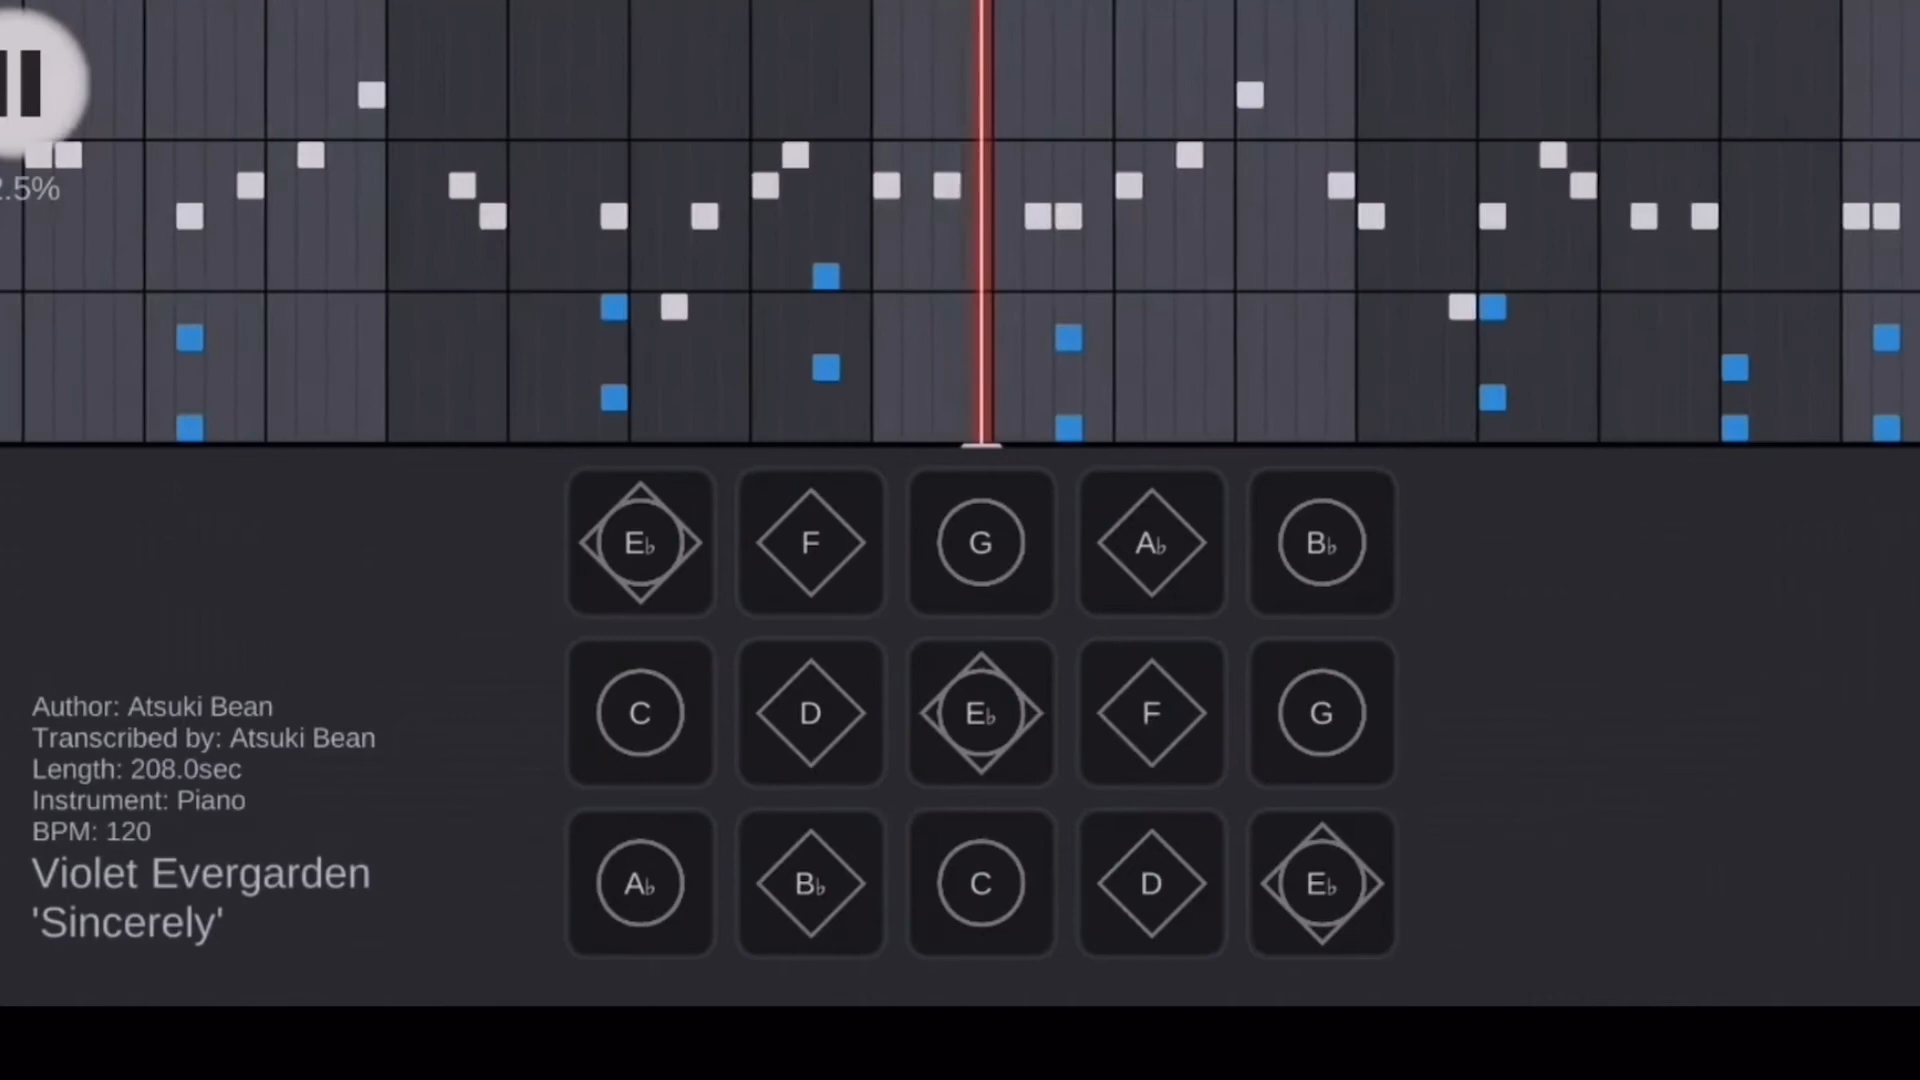 .5%
E♭ F G A♭ B♭
C D E♭ F G
A♭ B♭ C D E♭
Author: Atsuki Bean
Transcribed by: Atsuki Bean
Length: 208.0sec
Instrument: Piano
BPM: 120
Violet Evergarden
'Sincerely'